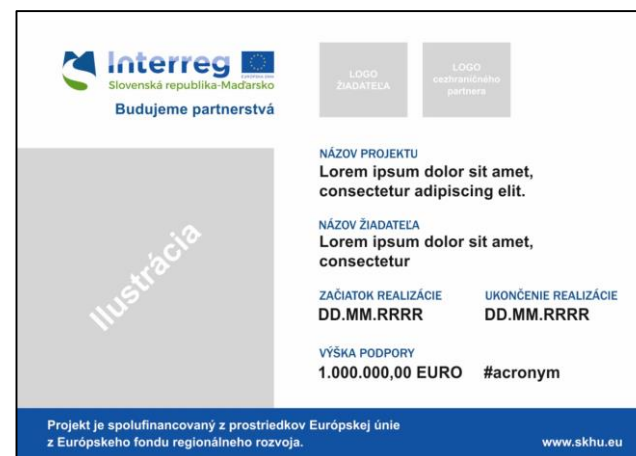 Interreg
EURÓPSKA ÚNIA
Slovenská republika-Maďarsko
Budujeme partnerstvá
LOGO
ŽIADATEĽA
LOGO
cezhraničného
partnera
Ilustrácia
NÁZOV PROJEKTU
Lorem ipsum dolor sit amet,
consectetur adipiscing elit.
NÁZOV ŽIADATEĽA
Lorem ipsum dolor sit amet,
consectetur
ZAČIATOK REALIZÁCIE UKONČENIE REALIZÁCIE
DD.MM.RRRR DD.MM.RRRR
VÝŠKA PODPORY
1.000.000,00 EURO #acronym
Projekt je spolufinancovaný z prostriedkov Európskej únie
z Európskeho fondu regionálneho rozvoja. www.skhu.eu